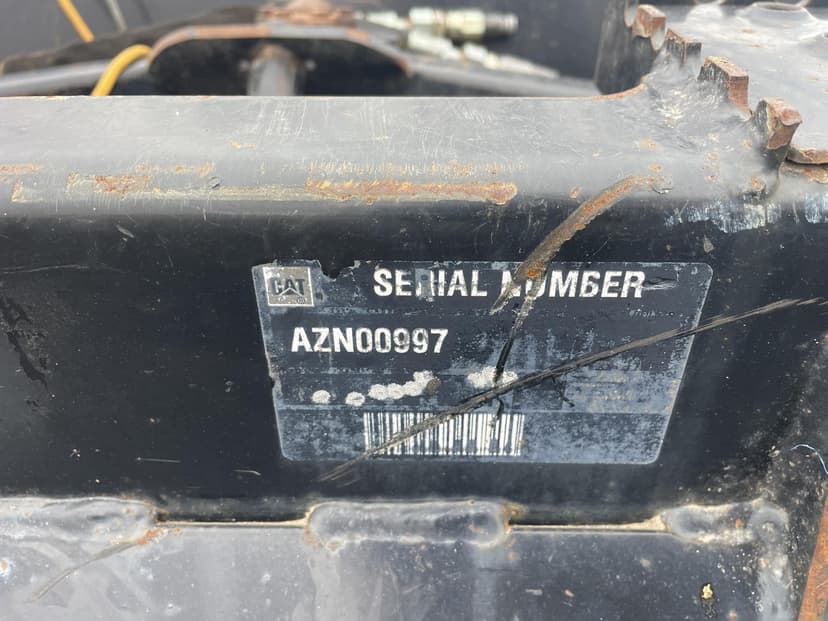 CAT
SERIAL NUMBER
AZN00997